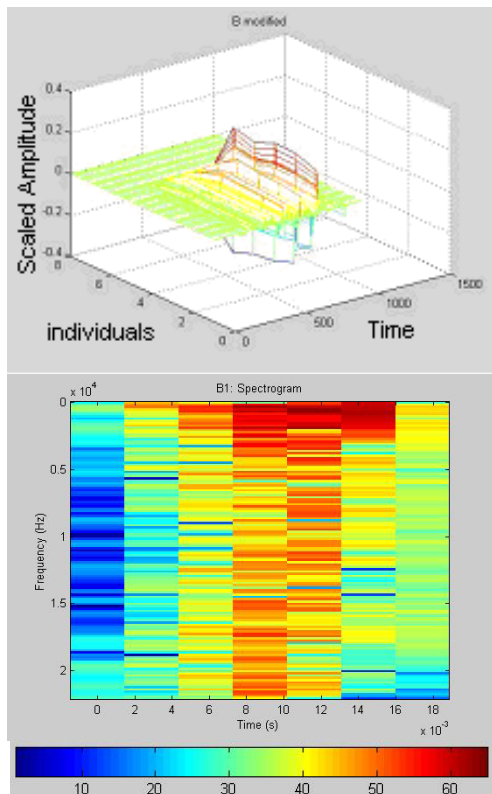 B modified
0.4
0.2
0
-0.2
-0.4
Scaled Amplitude
8
6
4
2
0
individuals
0
500
1000
1500
Time
B1: Spectrogram
x 10^4
0
0.5
1
1.5
2
Frequency (Hz)
0 2 4 6 8 10 12 14 16 18
Time (s)
x 10^-3
10 20 30 40 50 60